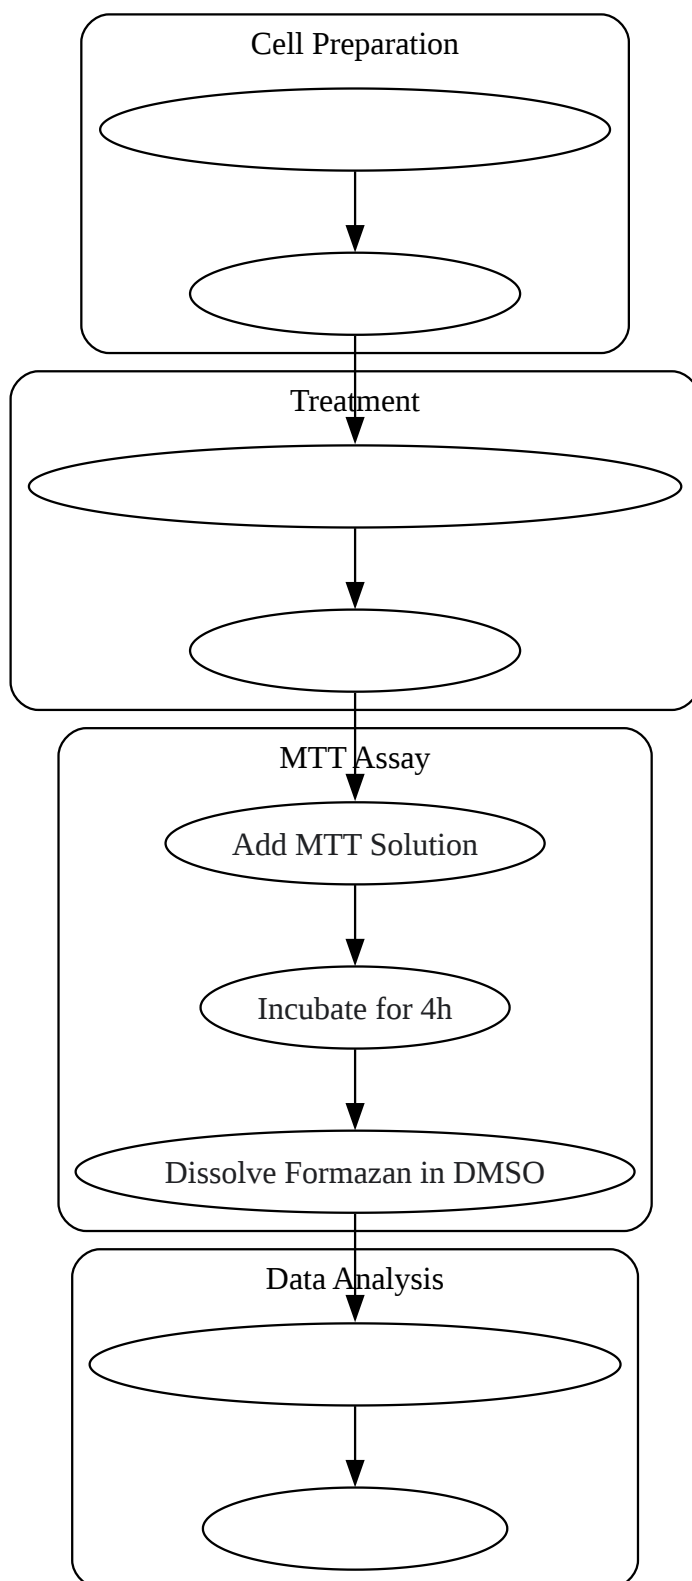 Cell Preparation
Treatment
MTT Assay
Add MTT Solution
Incubate for 4h
Dissolve Formazan in DMSO
Data Analysis